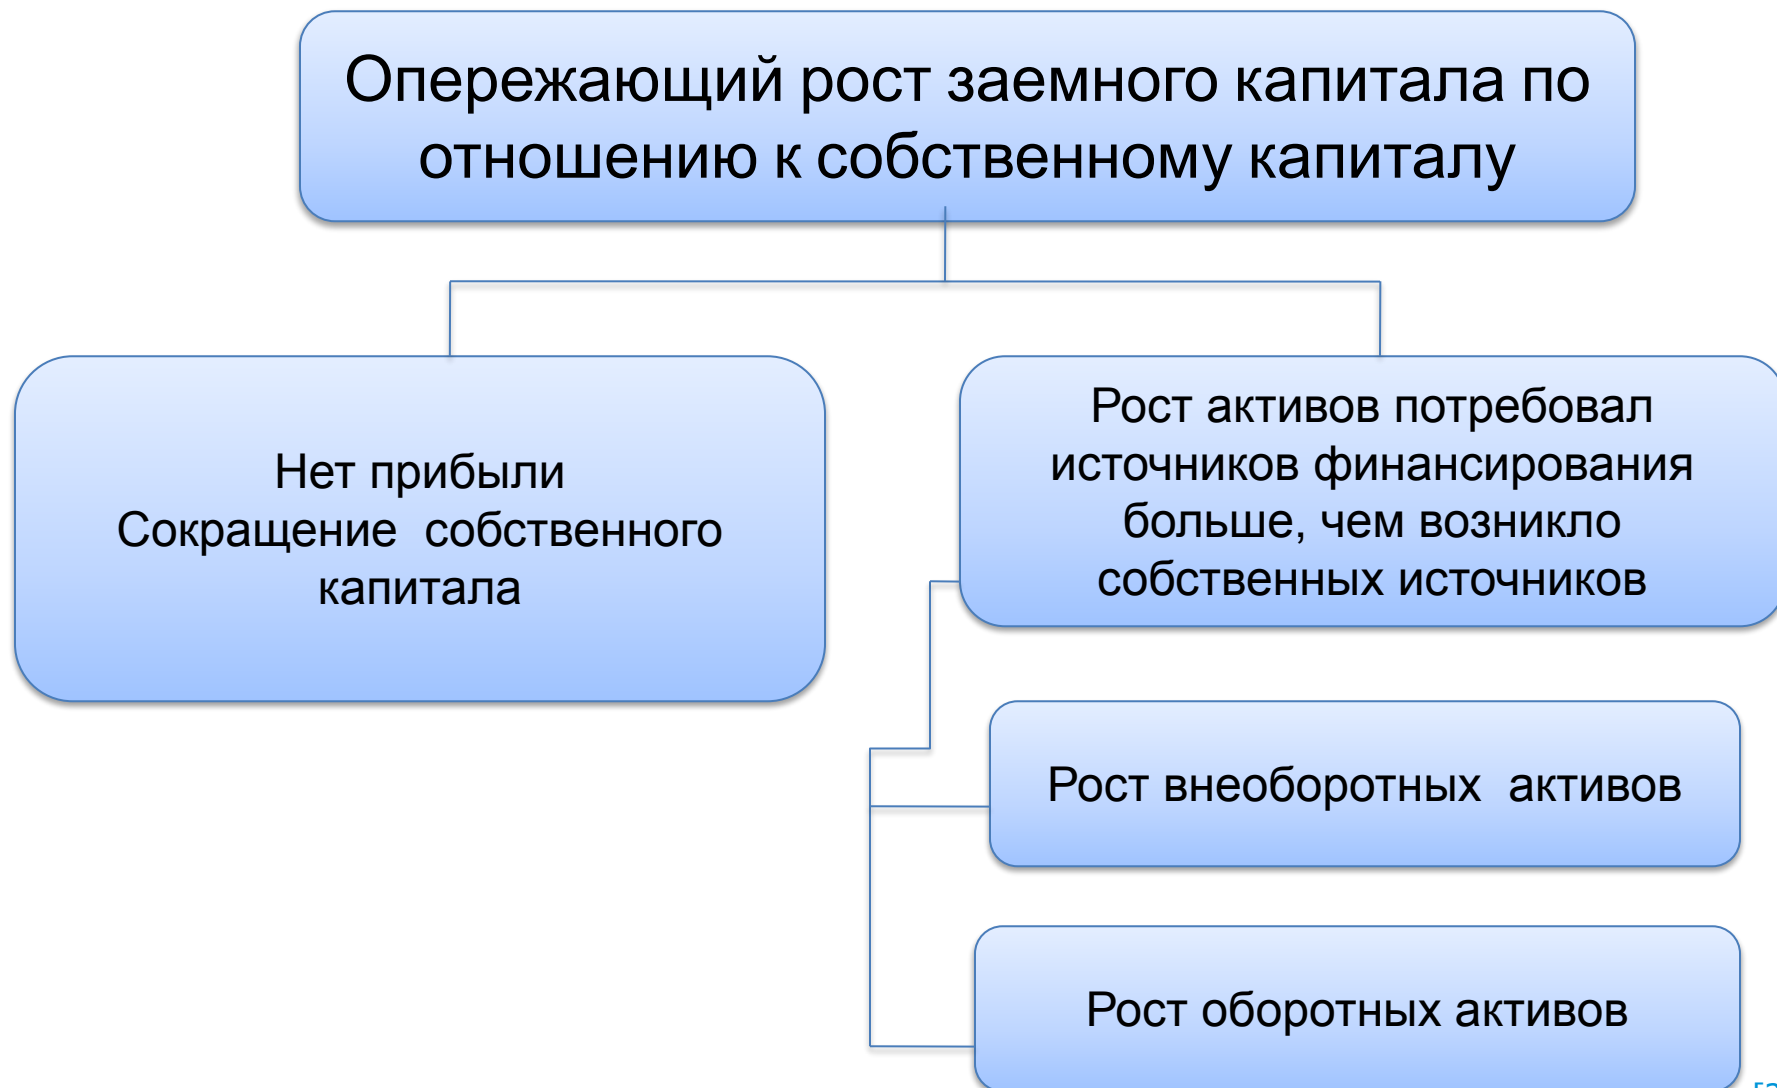 Опережающий рост заемного капитала по
отношению к собственному капиталу
Нет прибыли
Сокращение  собственного
капитала
Рост активов потребовал
источников финансирования
больше, чем возникло
собственных источников
Рост внеоборотных  активов
Рост оборотных активов